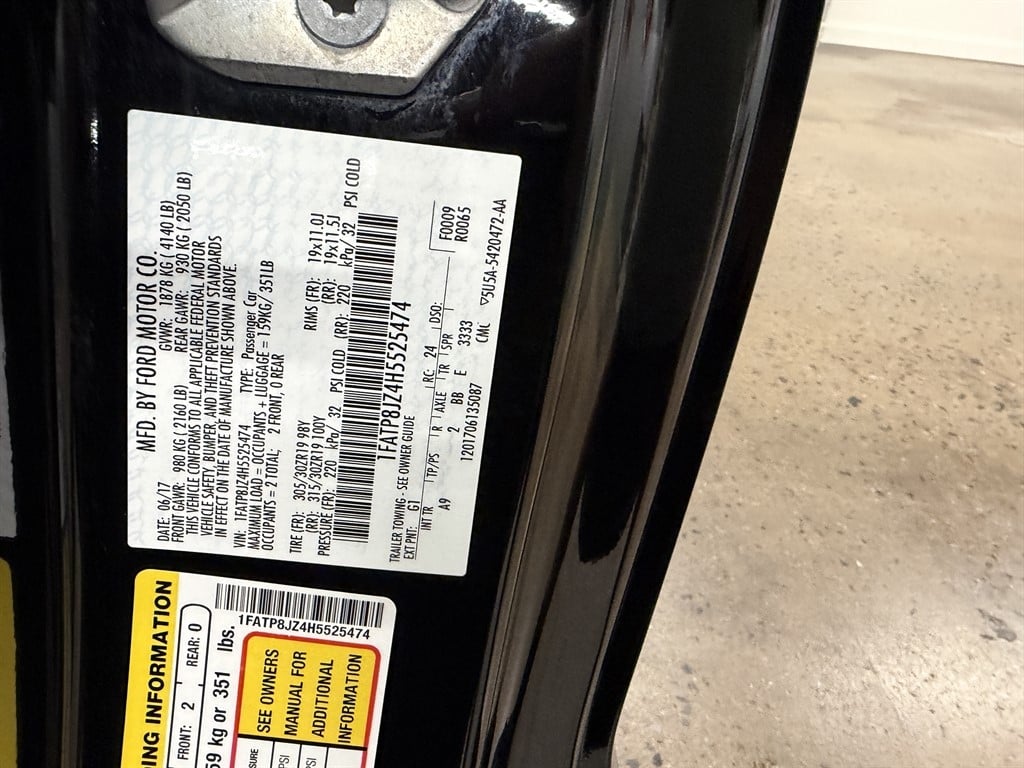 MFD. BY FORD MOTOR CO.
DATE: 06/17 GVWR: 1878 KG ( 4140 LB)
FRONT GAWR: 980 KG ( 2160 LB) REAR GAWR: 930 KG ( 2050 LB)
THIS VEHICLE CONFORMS TO ALL APPLICABLE FEDERAL MOTOR
VEHICLE SAFETY, BUMPER, AND THEFT PREVENTION STANDARDS
IN EFFECT ON THE DATE OF MANUFACTURE SHOWN ABOVE.
VIN: 1FATP8JZ4H5525474 TYPE: Passenger Car
MAXIMUM LOAD = OCCUPANTS + LUGGAGE = 159KG/ 351LB
OCCUPANTS = 2 TOTAL; 2 FRONT, 0 REAR
TIRE (FR): 305/30ZR19 98Y RIMS (FR): 19x11.0J
(RR): 315/30ZR19 100Y (RR): 19x11.5J
PRESSURE (FR): 220 kPa/ 32 PSI COLD (RR): 220 kPa/ 32 PSI COLD
1FATP8JZ4H5525474
TRAILER TOWING - SEE OWNER GUIDE
EXT PNT: G1 RC: 24 DSO: F0009
R0065
INT TR TP/PS R AXLE TR SPR
A9 2 BB E 3333
1201706135087 CMC ▽5U5A-5420472-AA
ING INFORMATION
FRONT: 2 REAR: 0
59 kg or 351 lbs.
1FATP8JZ4H5525474
SEE OWNERS
MANUAL FOR
ADDITIONAL
INFORMATION
SURE
PSI
PSI